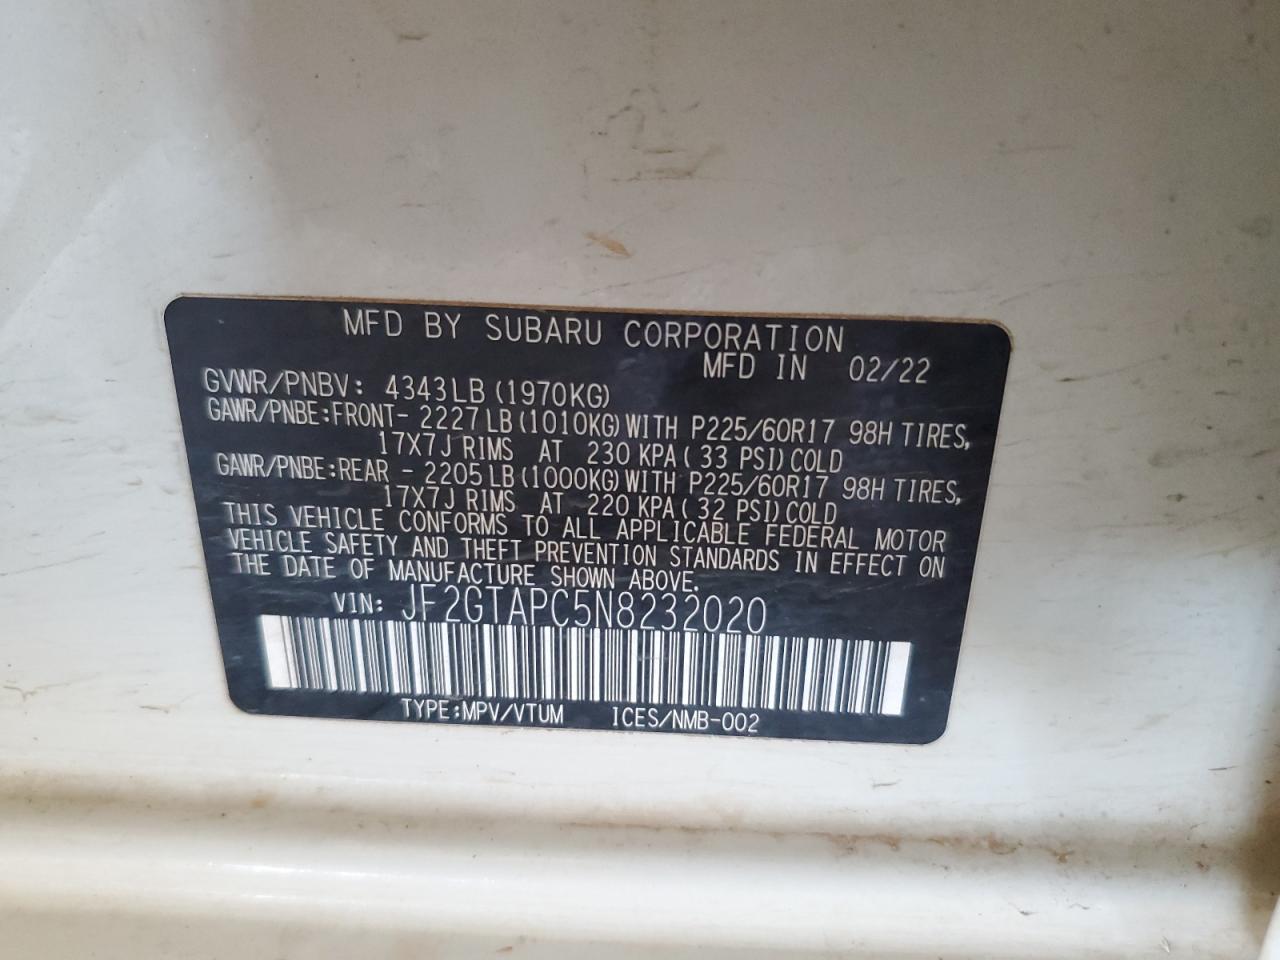 MFD BY SUBARU CORPORATION
MFD IN 02/22
GVWR/PNBV: 4343LB (1970KG)
GAWR/PNBE:FRONT- 2227LB(1010KG)WITH P225/60R17 98H TIRES,
17X7J RIMS AT 230 KPA( 33 PSI)COLD
GAWR/PNBE:REAR - 2205LB(1000KG)WITH P225/60R17 98H TIRES,
17X7J RIMS AT 220 KPA( 32 PSI)COLD
THIS VEHICLE CONFORMS TO ALL APPLICABLE FEDERAL MOTOR
VEHICLE SAFETY AND THEFT PREVENTION STANDARDS IN EFFECT ON
THE DATE OF MANUFACTURE SHOWN ABOVE.
VIN: JF2GTAPC5N8232020
TYPE:MPV/VTUM ICES/NMB-002